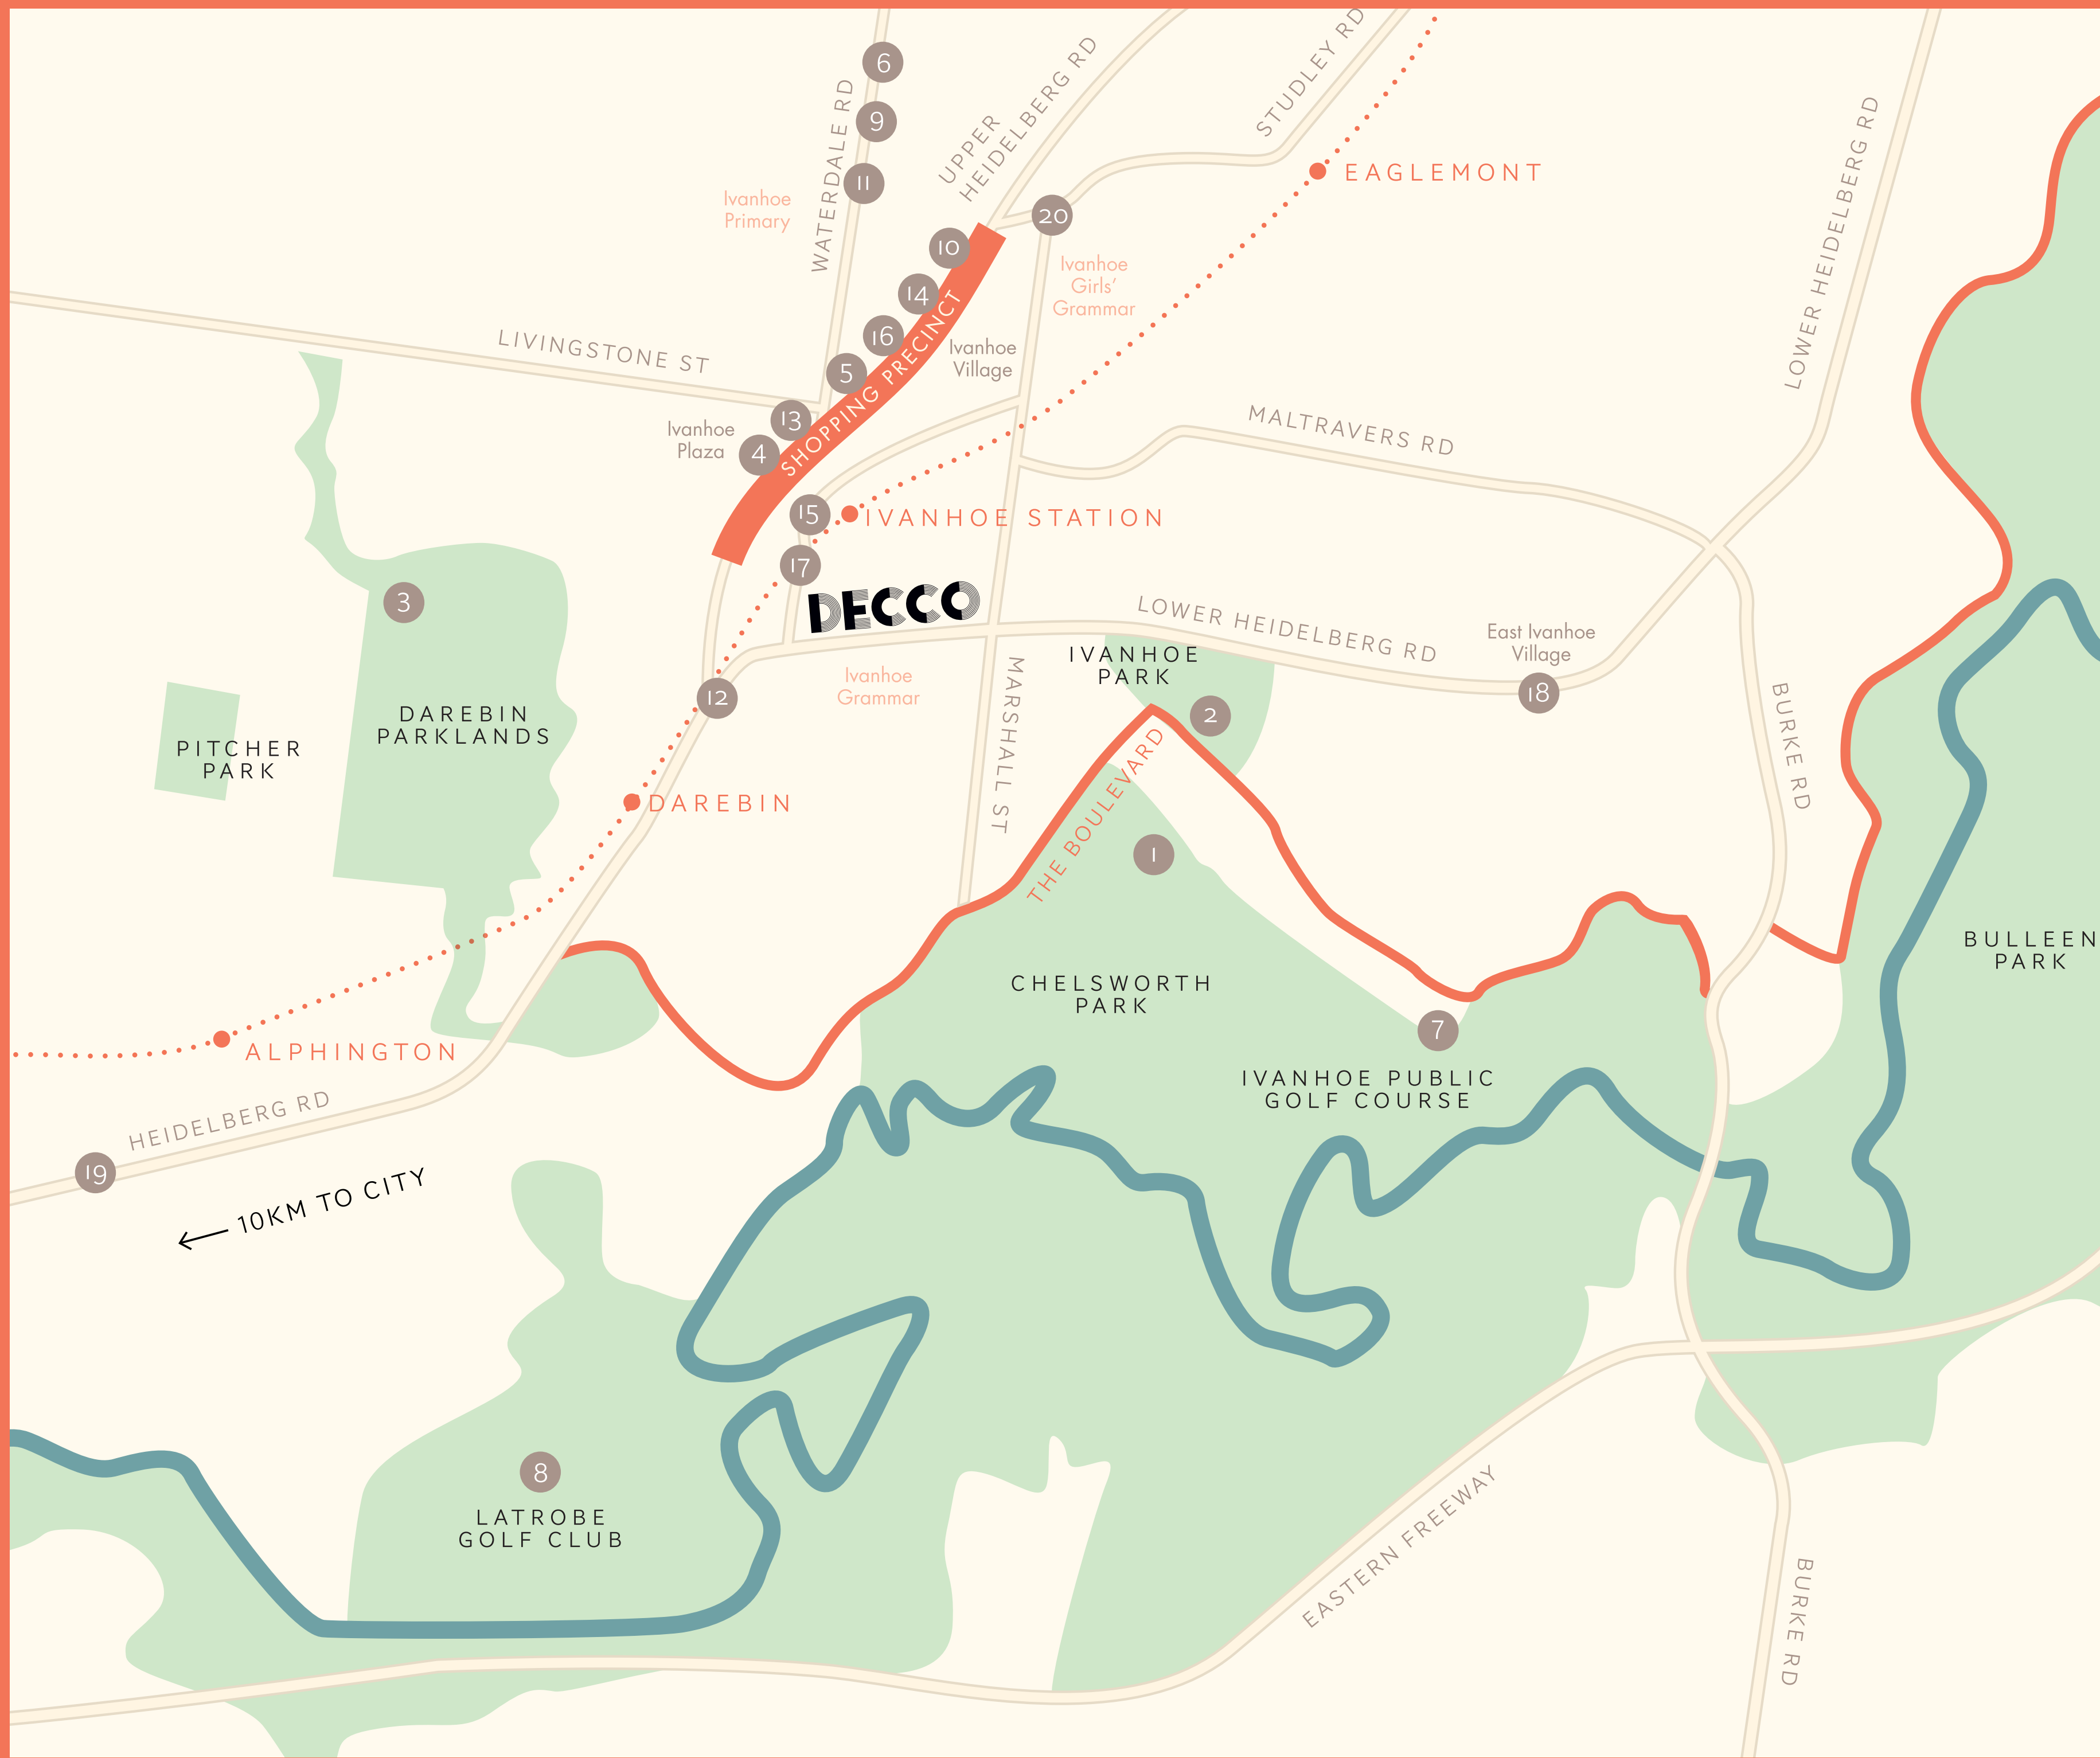 6
9
11
WATERDALE RD
UPPER
HEIDELBERG RD
STUDLEY RD
EAGLEMONT
LOWER HEIDELBERG RD
Ivanhoe
Primary
20
10
Ivanhoe
Girls'
Grammar
14
16
5
13
4
SHOPPING PRECINCT
Ivanhoe
Village
LIVINGSTONE ST
Ivanhoe
Plaza
MALTRAVERS RD
15
IVANHOE STATION
17
DECCO
3
LOWER HEIDELBERG RD
East Ivanhoe
Village
18
IVANHOE
PARK
2
Ivanhoe
Grammar
12
MARSHALL ST
BURKE RD
DAREBIN
PARKLANDS
PITCHER
PARK
DAREBIN
THE BOULEVARD
1
BULLEEN
PARK
CHELSWORTH
PARK
7
ALPHINGTON
IVANHOE PUBLIC
GOLF COURSE
HEIDELBERG RD
19
10KM TO CITY
8
LATROBE
GOLF CLUB
EASTERN FREEWAY
BURKE RD